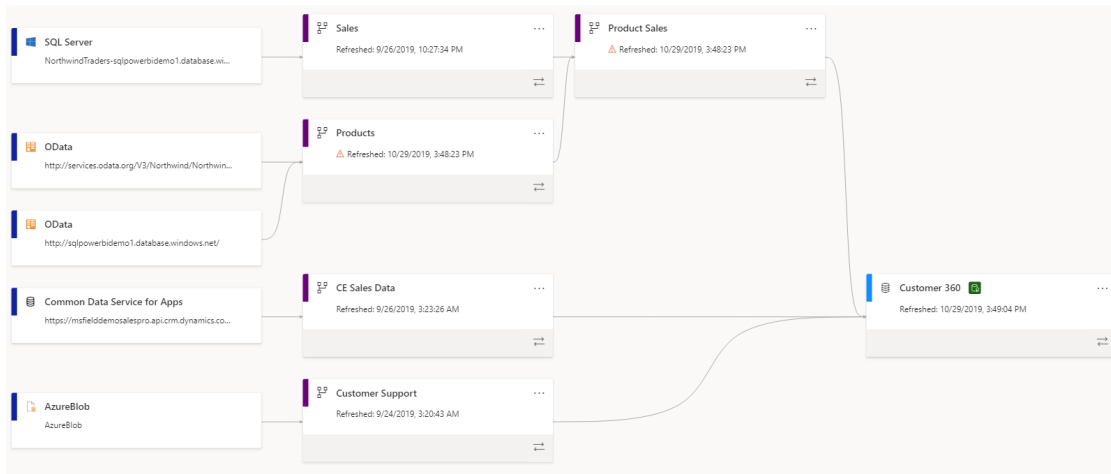 SQL Server
NorthwindTraders-sqlpowerbidemo1.database.wi...
Sales
Refreshed: 9/26/2019, 10:27:34 PM
Product Sales
Refreshed: 10/29/2019, 3:48:23 PM
OData
http://services.odata.org/V3/Northwind/Northwin...
Products
Refreshed: 10/29/2019, 3:48:23 PM
OData
http://sqlpowerbidemo1.database.windows.net/
Common Data Service for Apps
https://msfielddemosalespro.api.crm.dynamics.co...
CE Sales Data
Refreshed: 9/26/2019, 3:23:26 AM
Customer 360
Refreshed: 10/29/2019, 3:49:04 PM
AzureBlob
AzureBlob
Customer Support
Refreshed: 9/24/2019, 3:20:43 AM